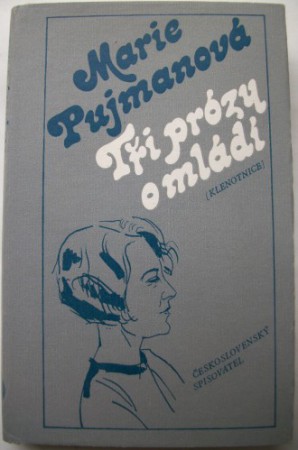 Marie
Pujmanová
Tři prózy
o mládí
(KLENOTNICE)
ČESKOSLOVENSKÝ
SPISOVATEL